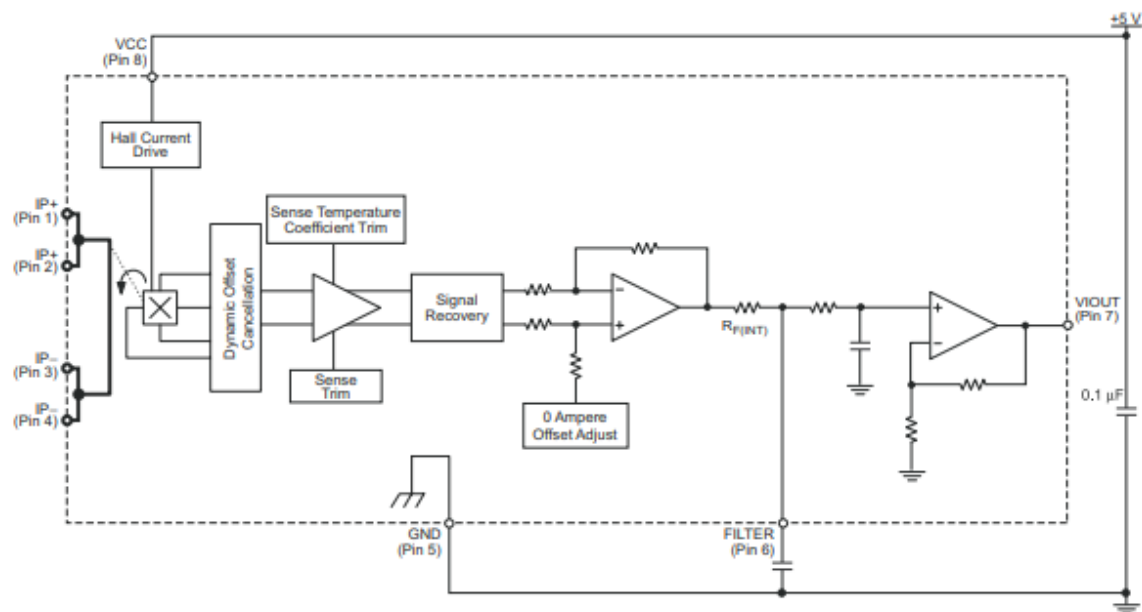 +5 V
VCC
(Pin 8)
Hall Current
Drive
IP+
(Pin 1)
IP+
(Pin 2)
IP−
(Pin 3)
IP−
(Pin 4)
Dynamic Offset
Cancellation
Sense Temperature
Coefficient Trim
Sense
Trim
Signal
Recovery
0 Ampere
Offset Adjust
−
+
RF(INT)
+
−
VIOUT
(Pin 7)
0.1 µF
GND
(Pin 5)
FILTER
(Pin 6)